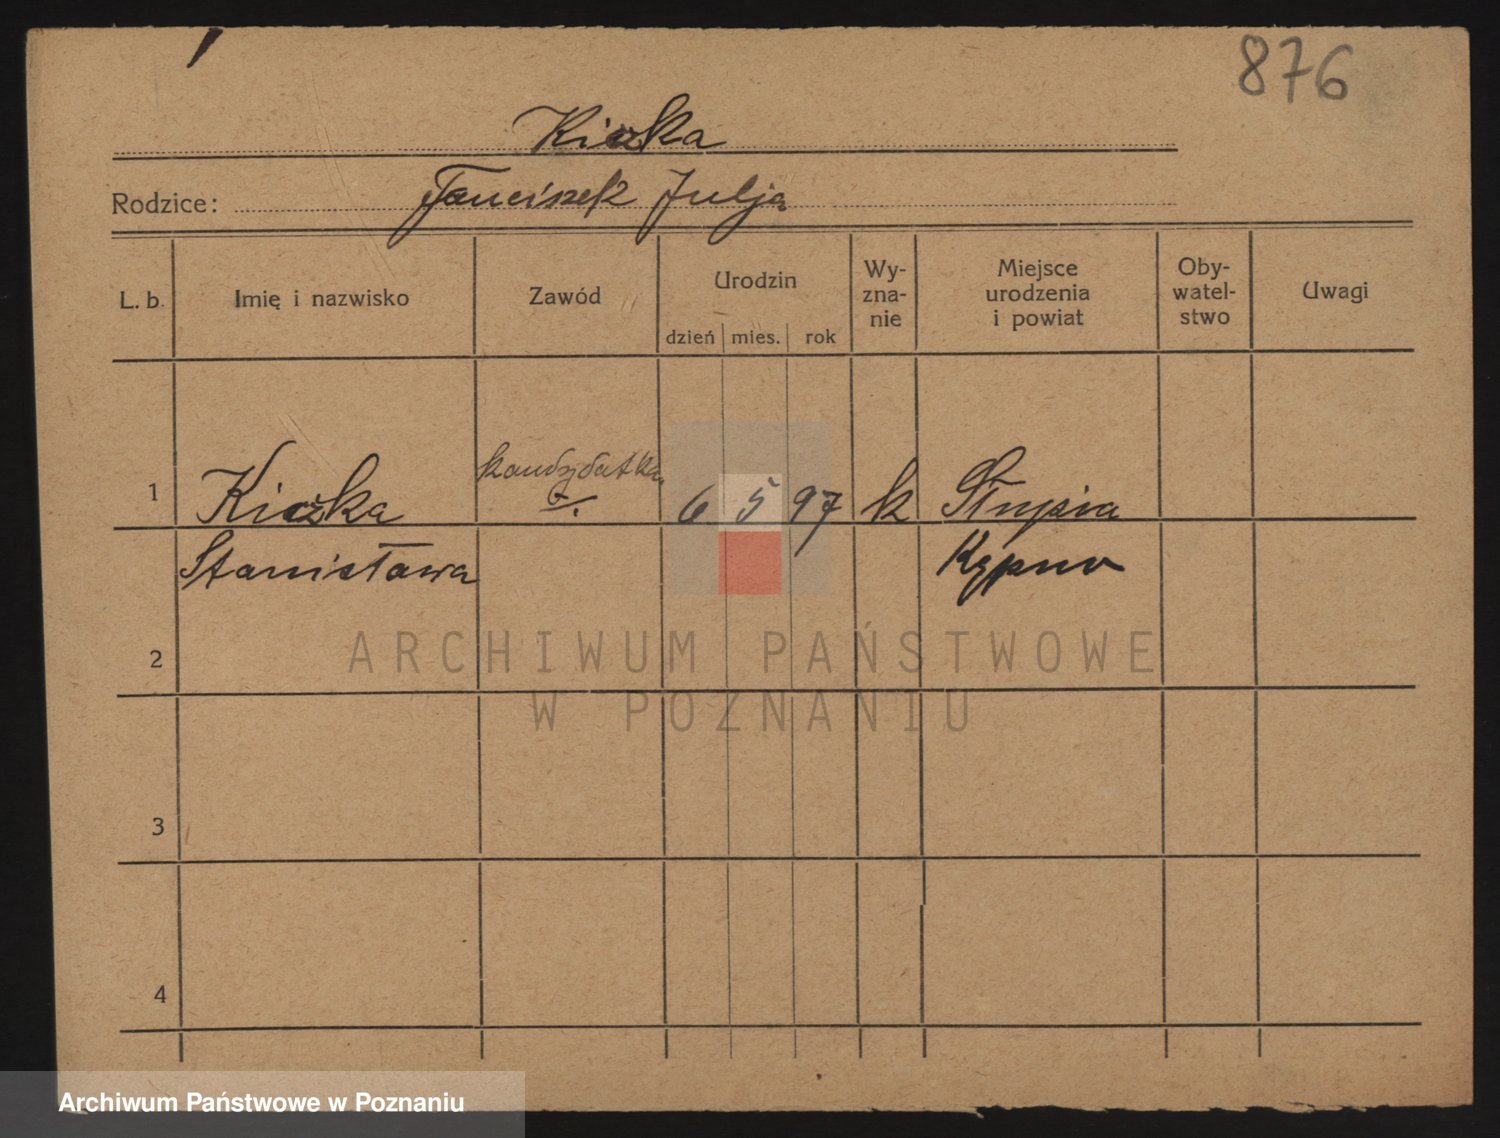 876
Kiczka
Rodzice: Franciszek Julja
L. b.
Imię i nazwisko
Zawód
Urodzin
dzień mies. rok
Wy-
zna-
nie
Miejsce
urodzenia
i powiat
Oby-
watel-
stwo
Uwagi
1 Kiczka kandydatka 6 5 97 k Słupia
Stanisława Kępno
2
ARCHIWUM PAŃSTWOWE
W POZNANIU
3
4
Archiwum Państwowe w Poznaniu